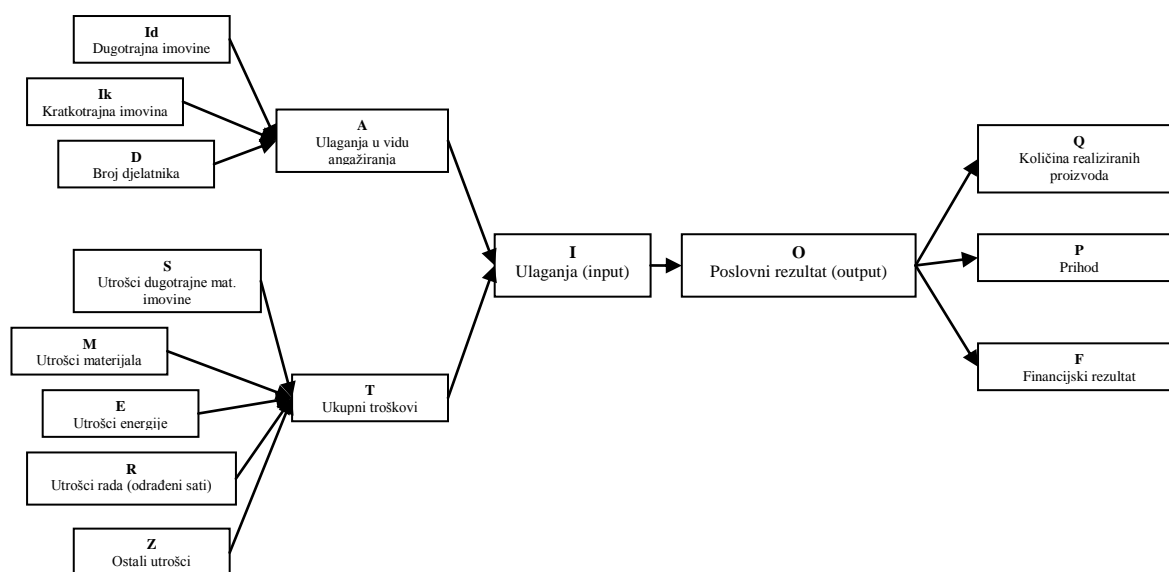 Id
Dugotrajna imovine
Ik
Kratkotrajna imovina
D
Broj djelatnika
A
Ulaganja u vidu
angažiranja
S
Utrošci dugotrajne mat.
imovine
M
Utrošci materijala
E
Utrošci energije
R
Utrošci rada (odrađeni sati)
Z
Ostali utrošci
T
Ukupni troškovi
I
Ulaganja (input)
O
Poslovni rezultat (output)
Q
Količina realiziranih
proizvoda
P
Prihod
F
Financijski rezultat